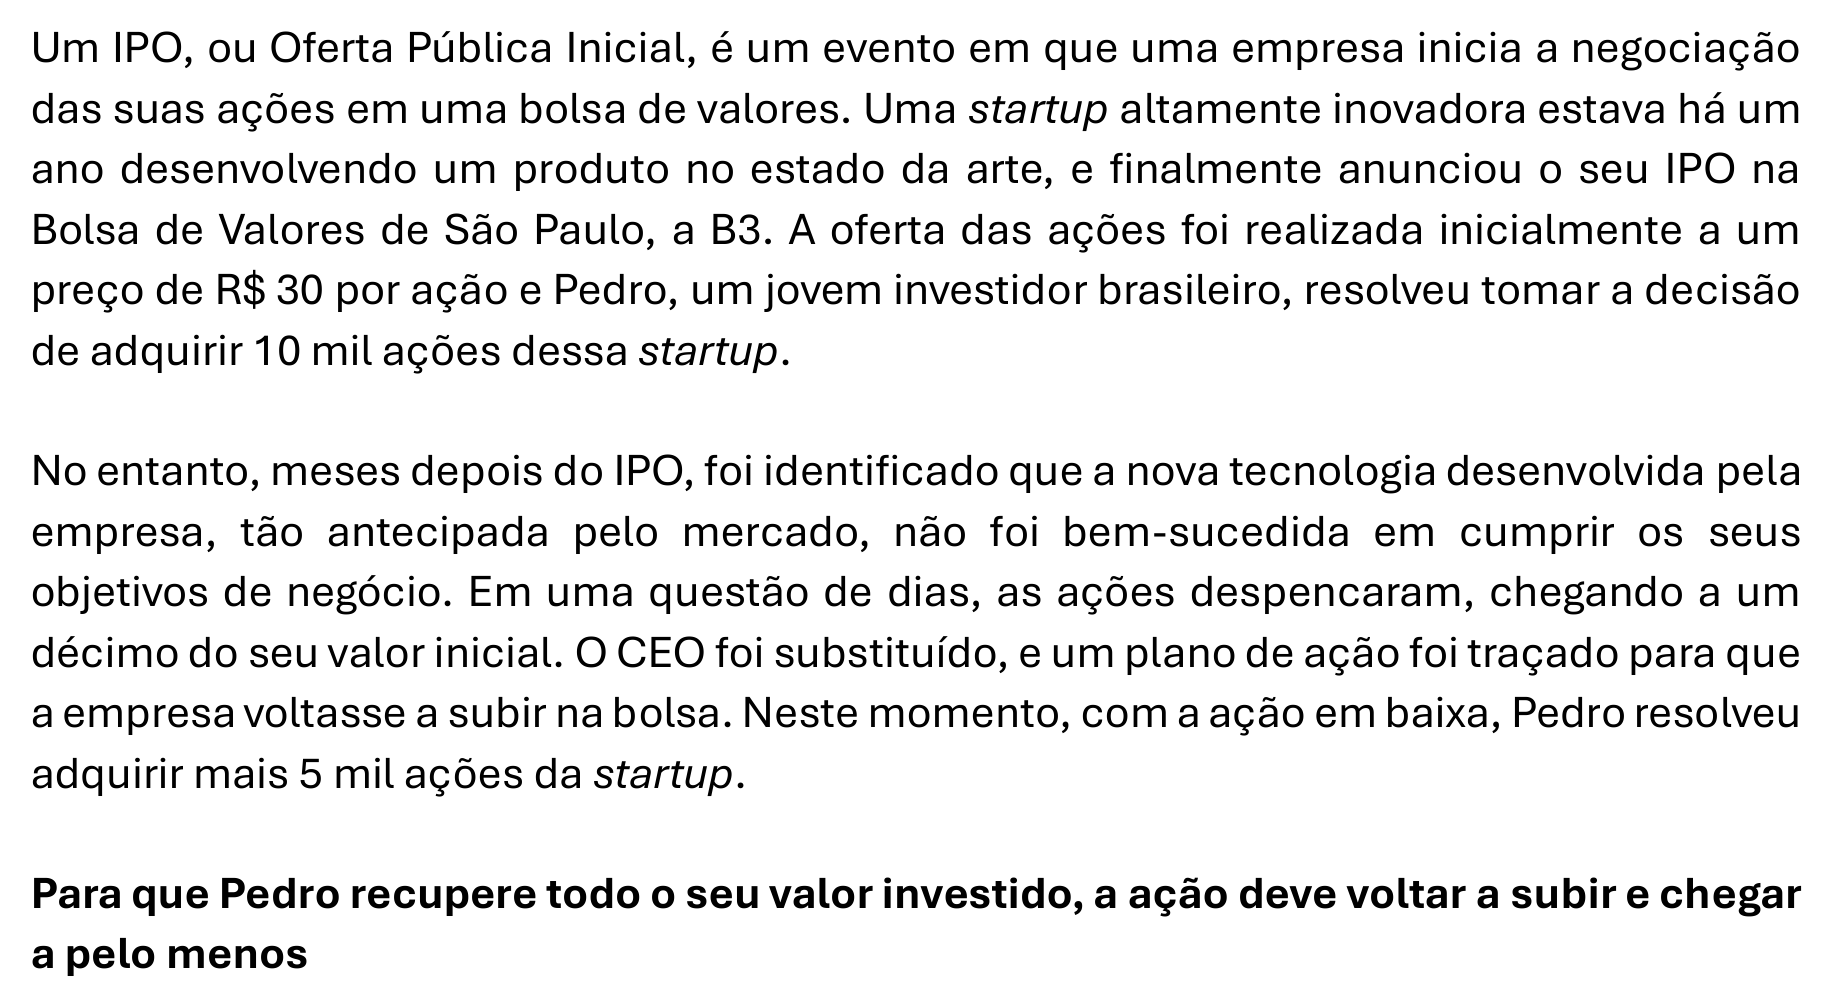 Um IPO, ou Oferta Pública Inicial, é um evento em que uma empresa inicia a negociação
das suas ações em uma bolsa de valores. Uma startup altamente inovadora estava há um
ano desenvolvendo um produto no estado da arte, e finalmente anunciou o seu IPO na
Bolsa de Valores de São Paulo, a B3. A oferta das ações foi realizada inicialmente a um
preço de R$ 30 por ação e Pedro, um jovem investidor brasileiro, resolveu tomar a decisão
de adquirir 10 mil ações dessa startup.
No entanto, meses depois do IPO, foi identificado que a nova tecnologia desenvolvida pela
empresa, tão antecipada pelo mercado, não foi bem-sucedida em cumprir os seus
objetivos de negócio. Em uma questão de dias, as ações despencaram, chegando a um
décimo do seu valor inicial. O CEO foi substituído, e um plano de ação foi traçado para que
a empresa voltasse a subir na bolsa. Neste momento, com a ação em baixa, Pedro resolveu
adquirir mais 5 mil ações da startup.
Para que Pedro recupere todo o seu valor investido, a ação deve voltar a subir e chegar
a pelo menos